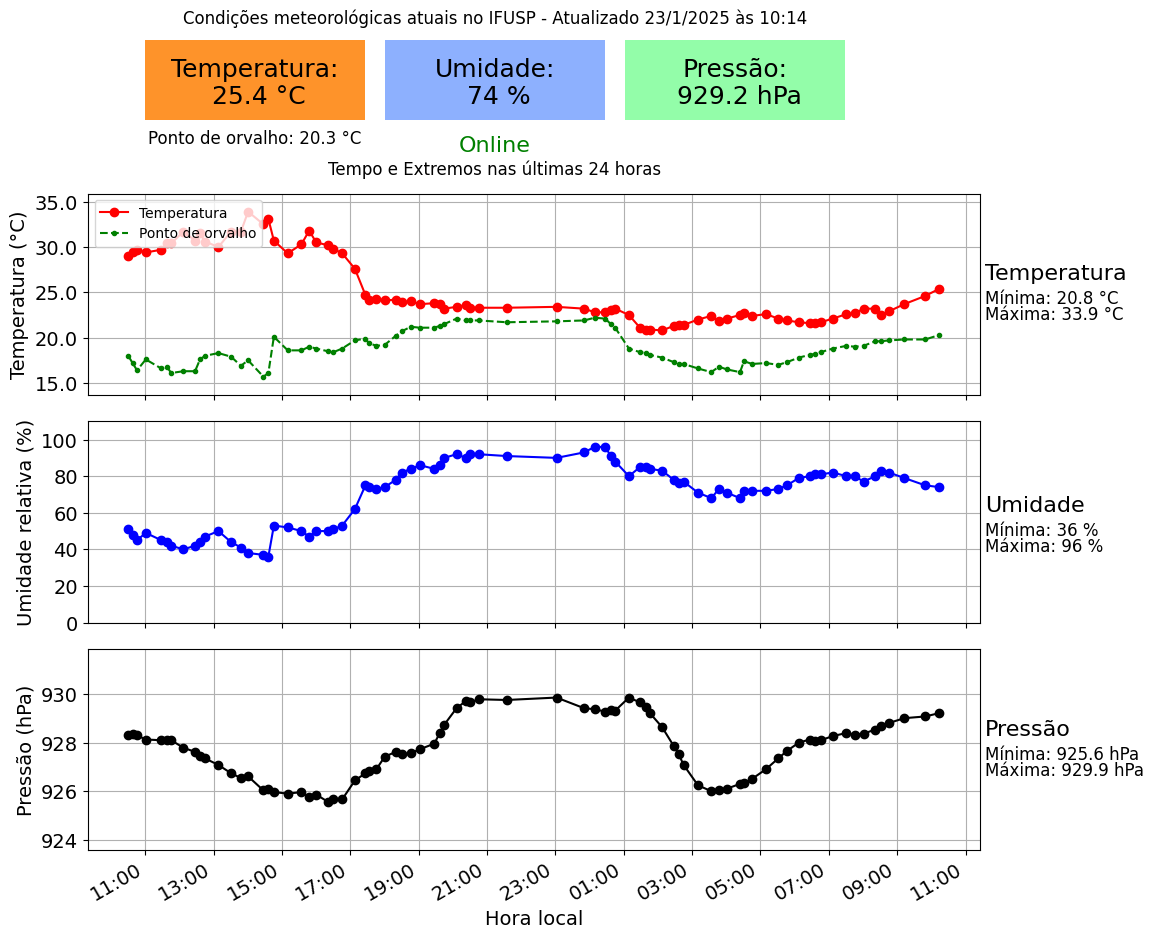 Condições meteorológicas atuais no IFUSP - Atualizado 23/1/2025 às 10:14
Temperatura:
25.4 °C
Umidade:
74 %
Pressão:
929.2 hPa
Ponto de orvalho: 20.3 °C
Online
Tempo e Extremos nas últimas 24 horas
Temperatura (°C)
35.0
30.0
25.0
20.0
15.0
Temperatura
Ponto de orvalho
Temperatura
Mínima: 20.8 °C
Máxima: 33.9 °C
Umidade relativa (%)
100
80
60
40
20
0
Umidade
Mínima: 36 %
Máxima: 96 %
Pressão (hPa)
930
928
926
924
Pressão
Mínima: 925.6 hPa
Máxima: 929.9 hPa
11:00
13:00
15:00
17:00
19:00
21:00
23:00
01:00
03:00
05:00
07:00
09:00
11:00
Hora local